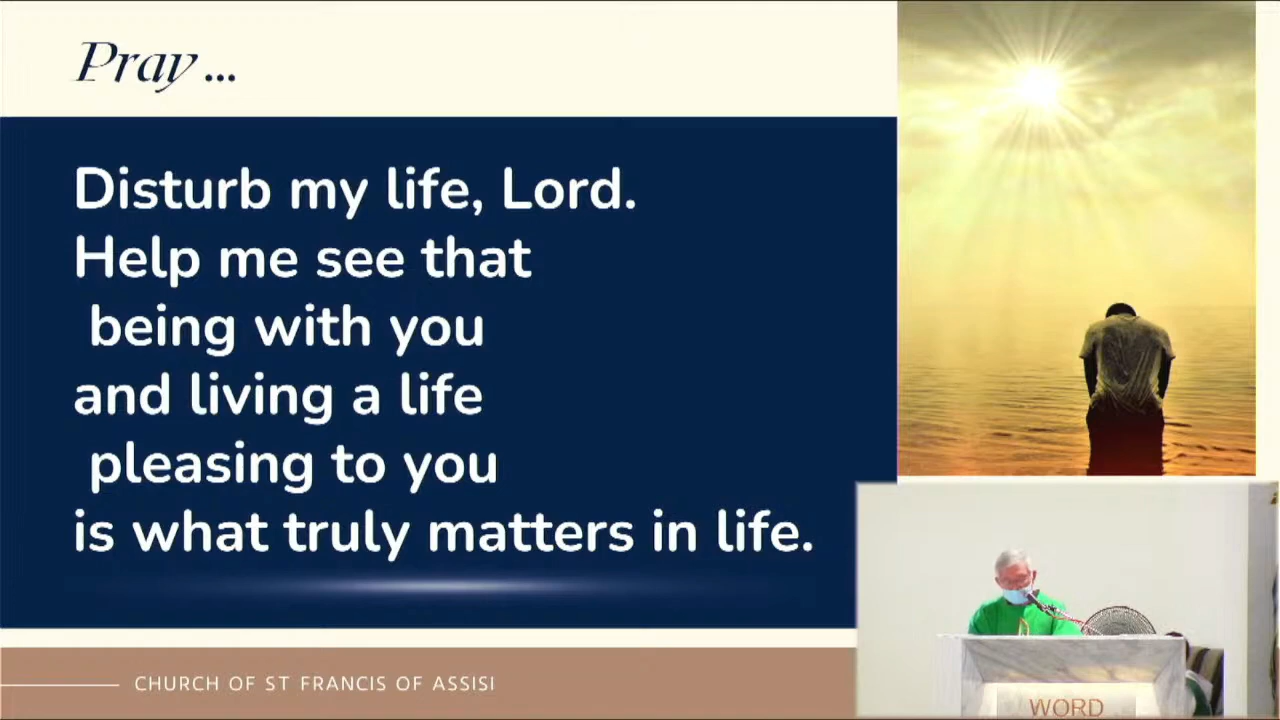 Pray ...
Disturb my life, Lord.
Help me see that
being with you
and living a life
pleasing to you
is what truly matters in life.
CHURCH OF ST FRANCIS OF ASSISI
WORD